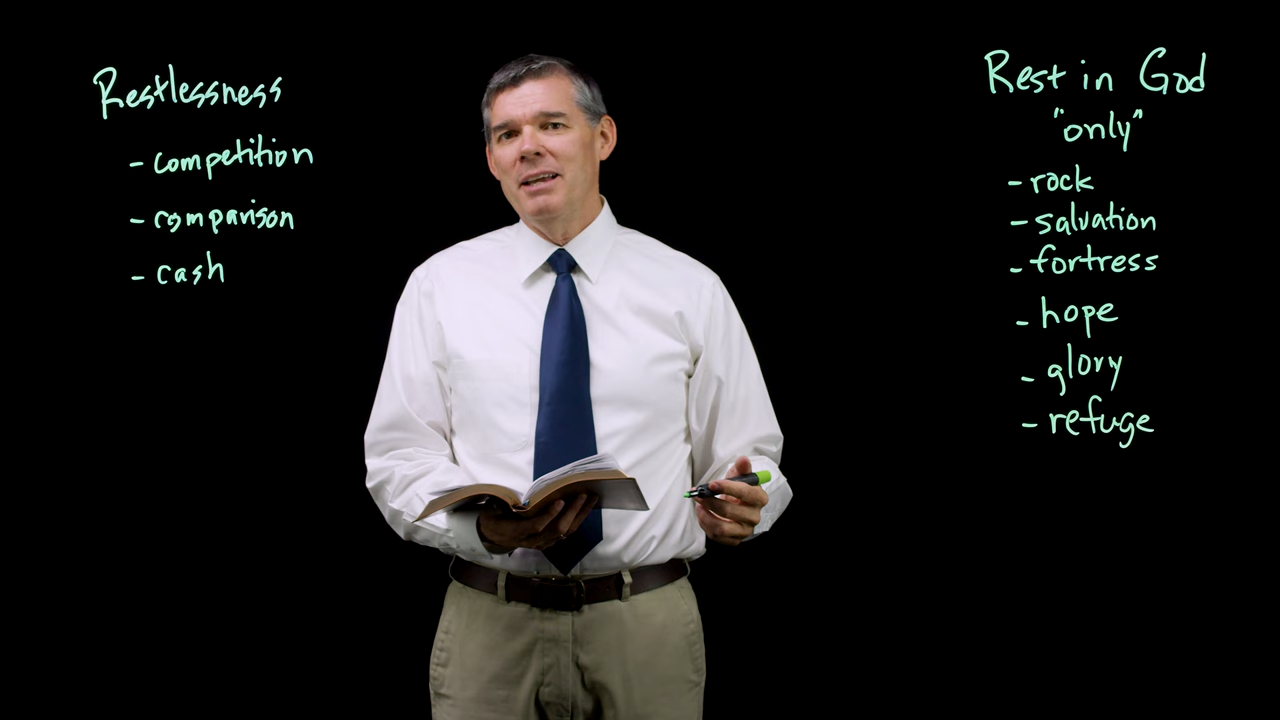 Restlessness
- competition
- comparison
- cash
Rest in God
"only"
- rock
- salvation
- fortress
- hope
- glory
- refuge